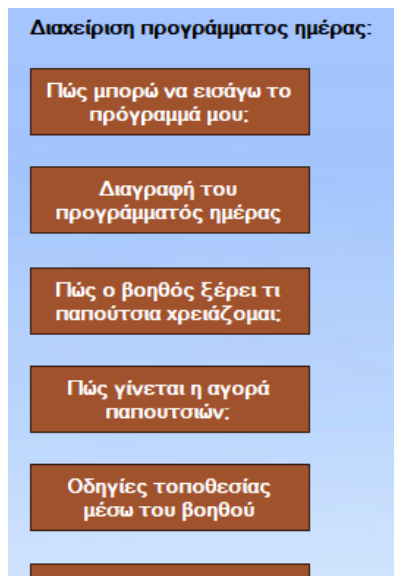 Διαχείριση προγράμματος ημέρας:
Πώς μπορώ να εισάγω το
πρόγραμμά μου;
Διαγραφή του
προγράμματός ημέρας
Πώς ο βοηθός ξέρει τι
παπούτσια χρειάζομαι;
Πώς γίνεται η αγορά
παπουτσιών;
Οδηγίες τοποθεσίας
μέσω του βοηθού